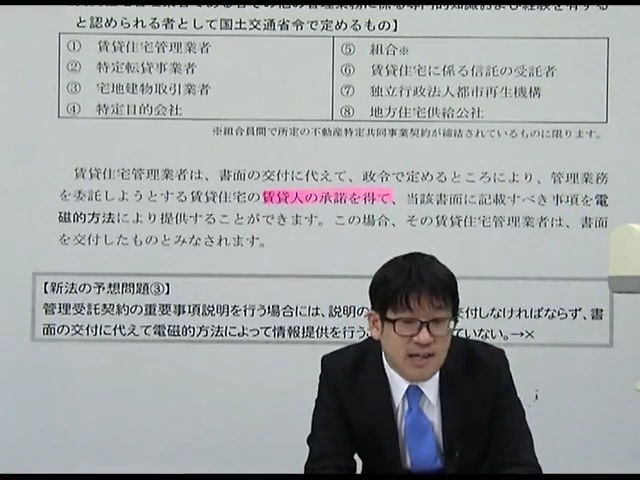 と認められる者として国土交通省令で定めるもの】
① 賃貸住宅管理業者
② 特定転貸事業者
③ 宅地建物取引業者
④ 特定目的会社
⑤ 組合※
⑥ 賃貸住宅に係る信託の受託者
⑦ 独立行政法人都市再生機構
⑧ 地方住宅供給公社
※組合員間で所定の不動産特定共同事業契約が締結されているものに限ります。
賃貸住宅管理業者は、書面の交付に代えて、政令で定めるところにより、管理業務
を委託しようとする賃貸住宅の賃貸人の承諾を得て、当該書面に記載すべき事項を電
磁的方法により提供することができます。この場合、その賃貸住宅管理業者は、書面
を交付したものとみなされます。
【新法の予想問題③】
管理受託契約の重要事項説明を行う場合には、説明の 交付しなければならず、書
面の交付に代えて電磁的方法によって情報提供を行う ていない。→×